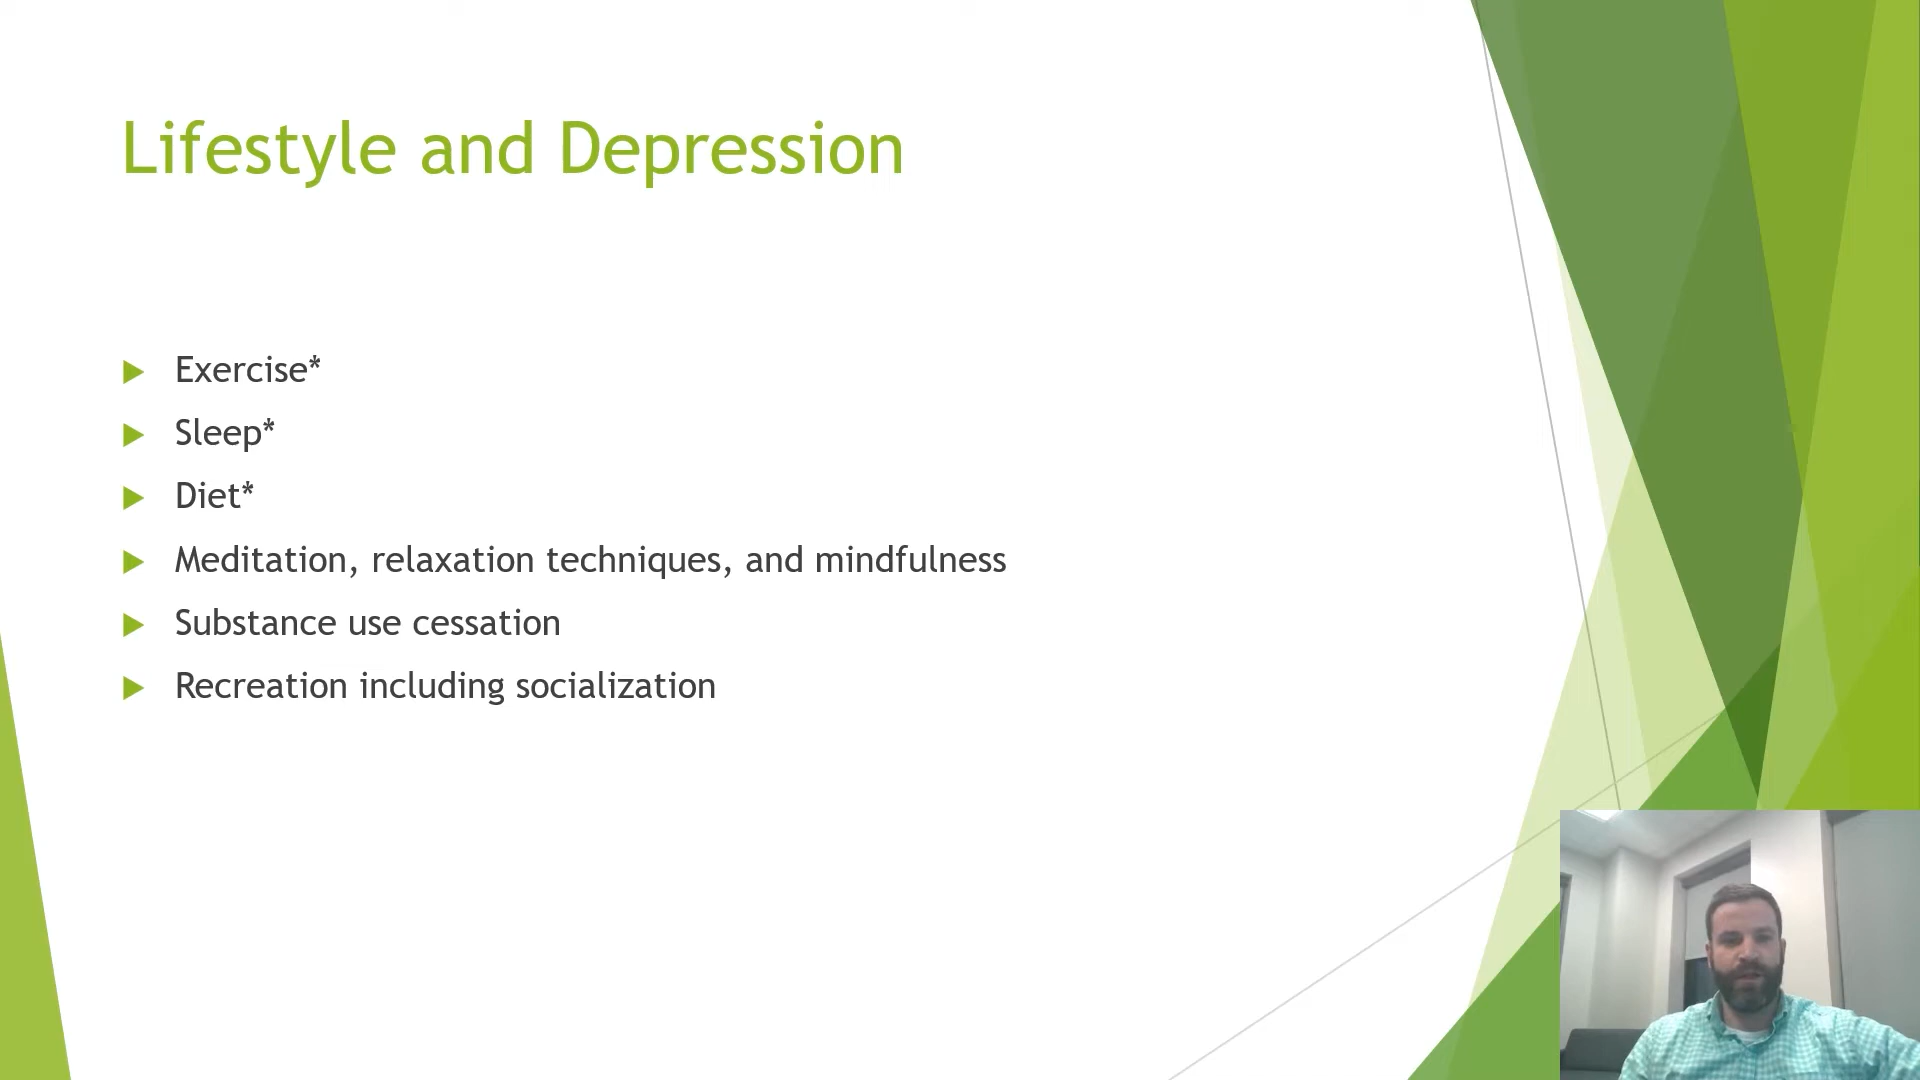 Lifestyle and Depression
Exercise*
Sleep*
Diet*
Meditation, relaxation techniques, and mindfulness
Substance use cessation
Recreation including socialization